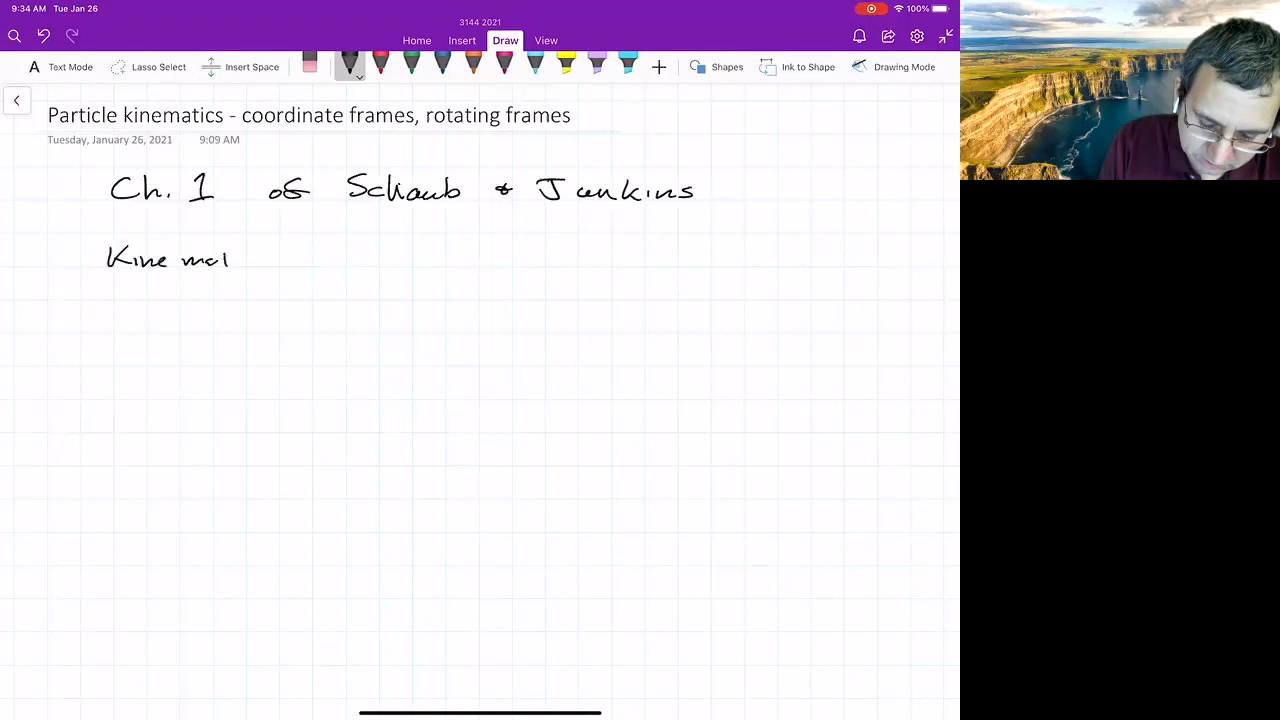 9:34 AM Tue Jan 26
100%
3144 2021
Home Insert Draw View
A Text Mode Lasso Select Insert Space Shapes Ink to Shape Drawing Mode
Particle kinematics - coordinate frames, rotating frames
Tuesday, January 26, 2021 9:09 AM
Ch. 1 of Schaub & Junkins
Kinemat